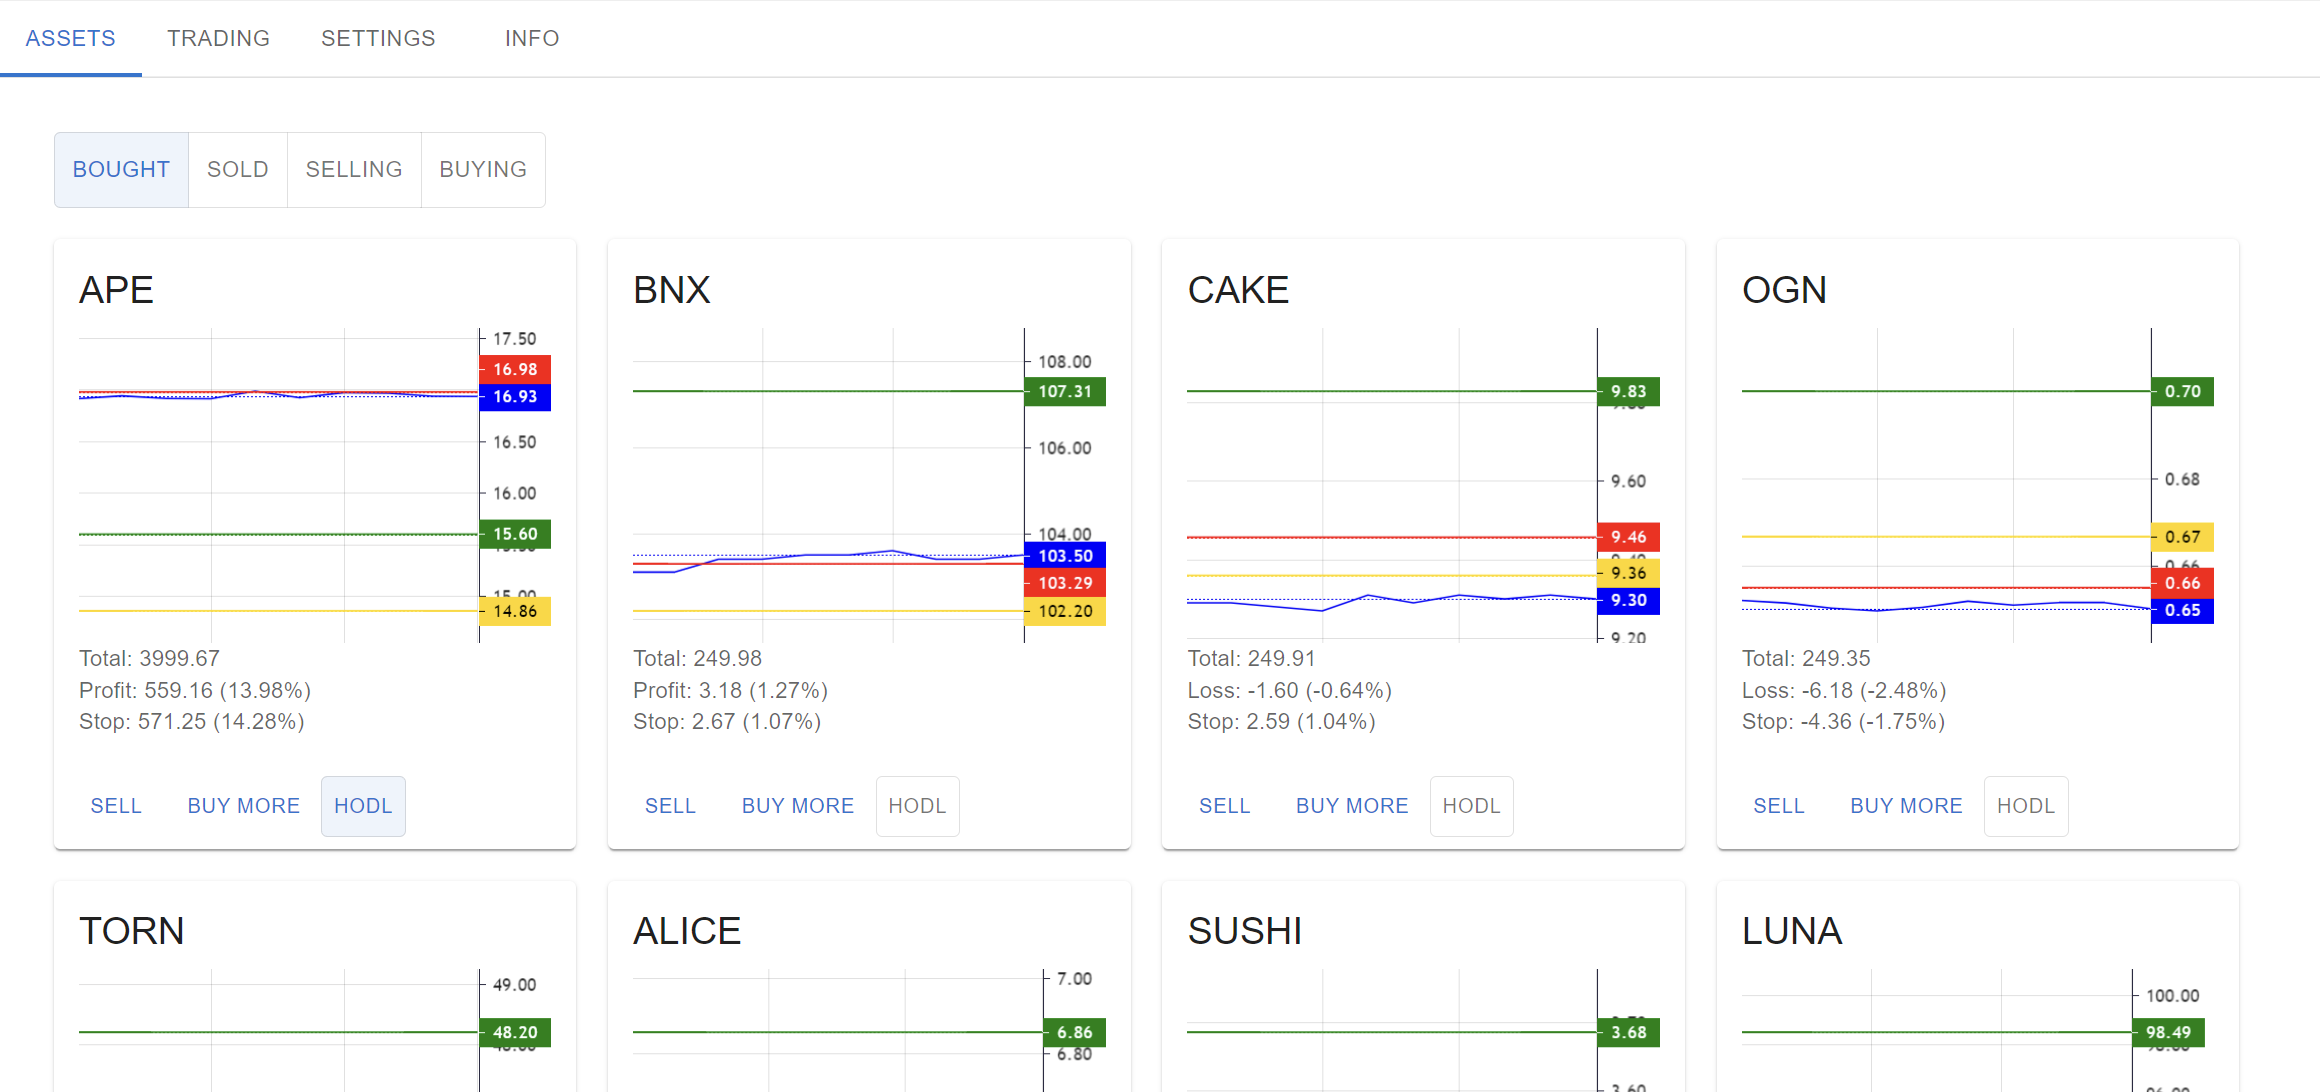 ASSETS TRADING SETTINGS INFO
BOUGHT SOLD SELLING BUYING
APE
17.50
16.98
16.93
16.50
16.00
15.60
15.00
14.86
Total: 3999.67
Profit: 559.16 (13.98%)
Stop: 571.25 (14.28%)
SELL BUY MORE HODL
BNX
108.00
107.31
106.00
104.00
103.50
103.29
102.20
Total: 249.98
Profit: 3.18 (1.27%)
Stop: 2.67 (1.07%)
SELL BUY MORE HODL
CAKE
9.83
9.60
9.46
9.36
9.30
9.20
Total: 249.91
Loss: -1.60 (-0.64%)
Stop: 2.59 (1.04%)
SELL BUY MORE HODL
OGN
0.70
0.68
0.67
0.66
0.66
0.65
Total: 249.35
Loss: -6.18 (-2.48%)
Stop: -4.36 (-1.75%)
SELL BUY MORE HODL
TORN
49.00
48.20
ALICE
7.00
6.86
6.80
SUSHI
3.68
3.60
LUNA
100.00
98.49